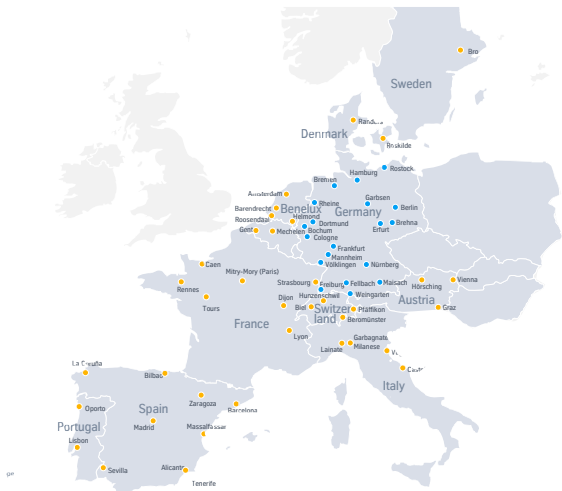 Bro
Sweden
Denmark
Rostock
Hamburg
Bremen
Amsterdam
Garbsen
Rheine
Barendrecht
Benelux
Berlin
Germany
Roosendaal
Helmond
Dortmund
Brehna
Gent
Mechelen
Bochum
Erfurt
Cologne
Frankfurt
Mannheim
Caen
Völklingen
Nürnberg
Mitry-Mory (Paris)
Rennes
Strasbourg
Freiburg
Fellbach
Maisach
Hörsching
Vienna
Hunzenschwil
Weingarten
Tours
Dijon
Austria
Biel
Switzer
land
Pfäffikon
Graz
Beromünster
France
Lyon
Garbagnate
Milanese
Lainate
La Coruña
Bilbao
Italy
Oporto
Spain
Zaragoza
Barcelona
Portugal
Madrid
Massalfassar
Lisbon
Sevilla
Alicante
Tenerife